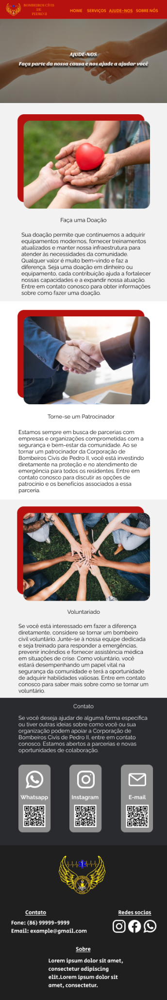 BOMBEIROS CÍVIS
DE
PEDRO II
HOME SERVIÇOS AJUDE-NOS SOBRE NÓS
AJUDE-NOS
Faça parte da nossa causa e nos ajude a ajudar você
Faça uma Doação
Sua doação permite que continuemos a adquirir
equipamentos modernos, fornecer treinamentos
atualizados e manter nossa infraestrutura para
atender às necessidades da comunidade.
Qualquer valor é muito bem-vindo e faz a
diferença. Seja uma doação em dinheiro ou
equipamento, cada contribuição ajuda a fortalecer
nossas capacidades e a expandir nossa atuação.
Entre em contato conosco para obter informações
sobre como fazer uma doação.
Torne-se um Patrocinador
Estamos sempre em busca de parcerias com
empresas e organizações comprometidas com a
segurança e bem-estar da comunidade. Ao se
tornar um patrocinador da Corporação de
Bombeiros Civis de Pedro II, você está investindo
diretamente na proteção e no atendimento de
emergência para todos os residentes. Entre em
contato conosco para discutir as opções de
patrocínio e os benefícios associados a essa
parceria.
Voluntariado
Se você está interessado em fazer a diferença
diretamente, considere se tornar um bombeiro
civil voluntário. Junte-se à nossa equipe dedicada
e seja treinado para responder a emergências,
prevenir incêndios e fornecer assistência médica
em situações de crise. Como voluntário, você
estará desempenhando um papel vital na
segurança da comunidade e terá a oportunidade
de adquirir habilidades valiosas. Entre em contato
conosco para saber mais sobre como se tornar um
voluntário.
Contato
Se você deseja ajudar de alguma forma específica
ou tiver outras ideias sobre como você ou sua
organização podem apoiar a Corporação de
Bombeiros Civis de Pedro II, entre em contato
conosco. Estamos abertos a parcerias e novas
oportunidades de colaboração.
Whatsapp Instagram E-mail
Contato
Fone: (86) 99999-9999
Email: example@gmail.com
Redes socias
Sobre
Lorem ipsum dolor sit amet,
consectetur adipiscing
elit.Lorem ipsum dolor sit
amet, consectetur.